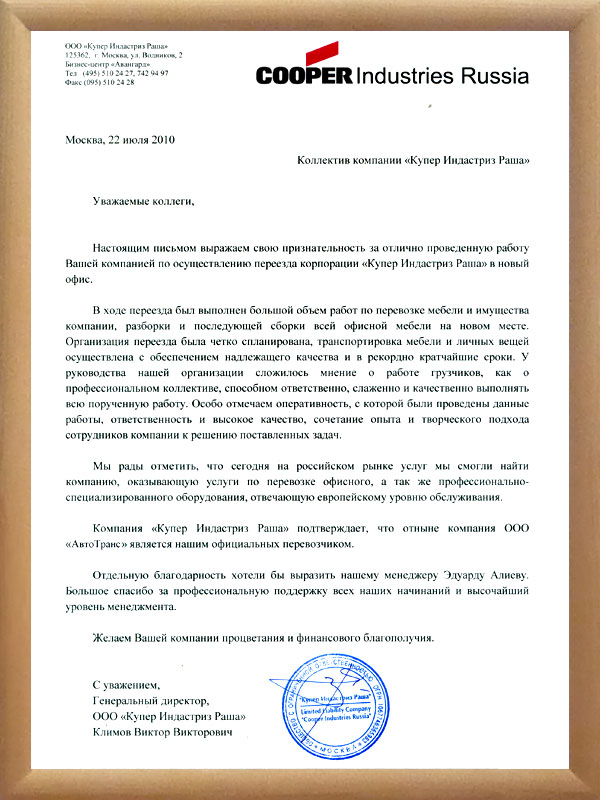 ООО «Купер Индастриз Раша»
125362, г. Москва, ул. Водников, 2
Бизнес-центр «Авангард»
Тел (495) 510 24 27, 742 94 97
Факс (095) 510 24 28
COOPER Industries Russia
Москва, 22 июля 2010
Коллектив компании «Купер Индастриз Раша»
Уважаемые коллеги,
Настоящим письмом выражаем свою признательность за отлично проведенную работу
Вашей компанией по осуществлению переезда корпорации «Купер Индастриз Раша» в новый
офис.
В ходе переезда был выполнен большой объем работ по перевозке мебели и имущества
компании, разборки и последующей сборки всей офисной мебели на новом месте.
Организация переезда была четко спланирована, транспортировка мебели и личных вещей
осуществлена с обеспечением надлежащего качества и в рекордно кратчайшие сроки. У
руководства нашей организации сложилось мнение о работе грузчиков, как о
профессиональном коллективе, способном ответственно, слаженно и качественно выполнять
всю порученную работу. Особо отмечаем оперативность, с которой были проведены данные
работы, ответственность и высокое качество, сочетание опыта и творческого подхода
сотрудников компании к решению поставленных задач.
Мы рады отметить, что сегодня на российском рынке услуг мы смогли найти
компанию, оказывающую услуги по перевозке офисного, а так же профессионально-
специализированного оборудования, отвечающую европейскому уровню обслуживания.
Компания «Купер Индастриз Раша» подтверждает, что отныне компания ООО
«АвтоТранс» является нашим официальных перевозчиком.
Отдельную благодарность хотели бы выразить нашему менеджеру Эдуарду Алиеву.
Большое спасибо за профессиональную поддержку всех наших начинаний и высочайший
уровень менеджмента.
Желаем Вашей компании процветания и финансового благополучия.
С уважением,
Генеральный директор,
ООО «Купер Индастриз Раша»
Климов Виктор Викторович
"Купер Индастриз Раша"
Limited Liability Company
"Cooper Industries Russia"
МОСКВА